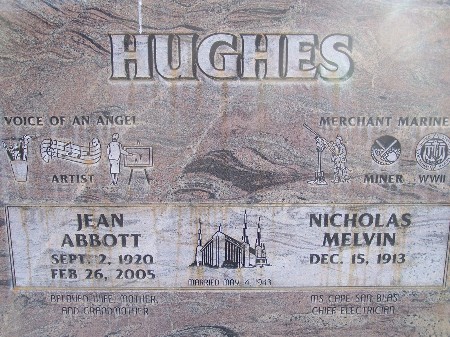 HUGHES
VOICE OF AN ANGEL
MERCHANT MARINE
ARTIST
MINER
WWII
JEAN
ABBOTT
SEPT. 2, 1920
FEB 26, 2005
MARRIED MAY 4, 1943
NICHOLAS
MELVIN
DEC. 15, 1913
BELOVED WIFE, MOTHER,
AND GRANDMOTHER
MS CAPE SAN BLAS
CHIEF ELECTRICIAN